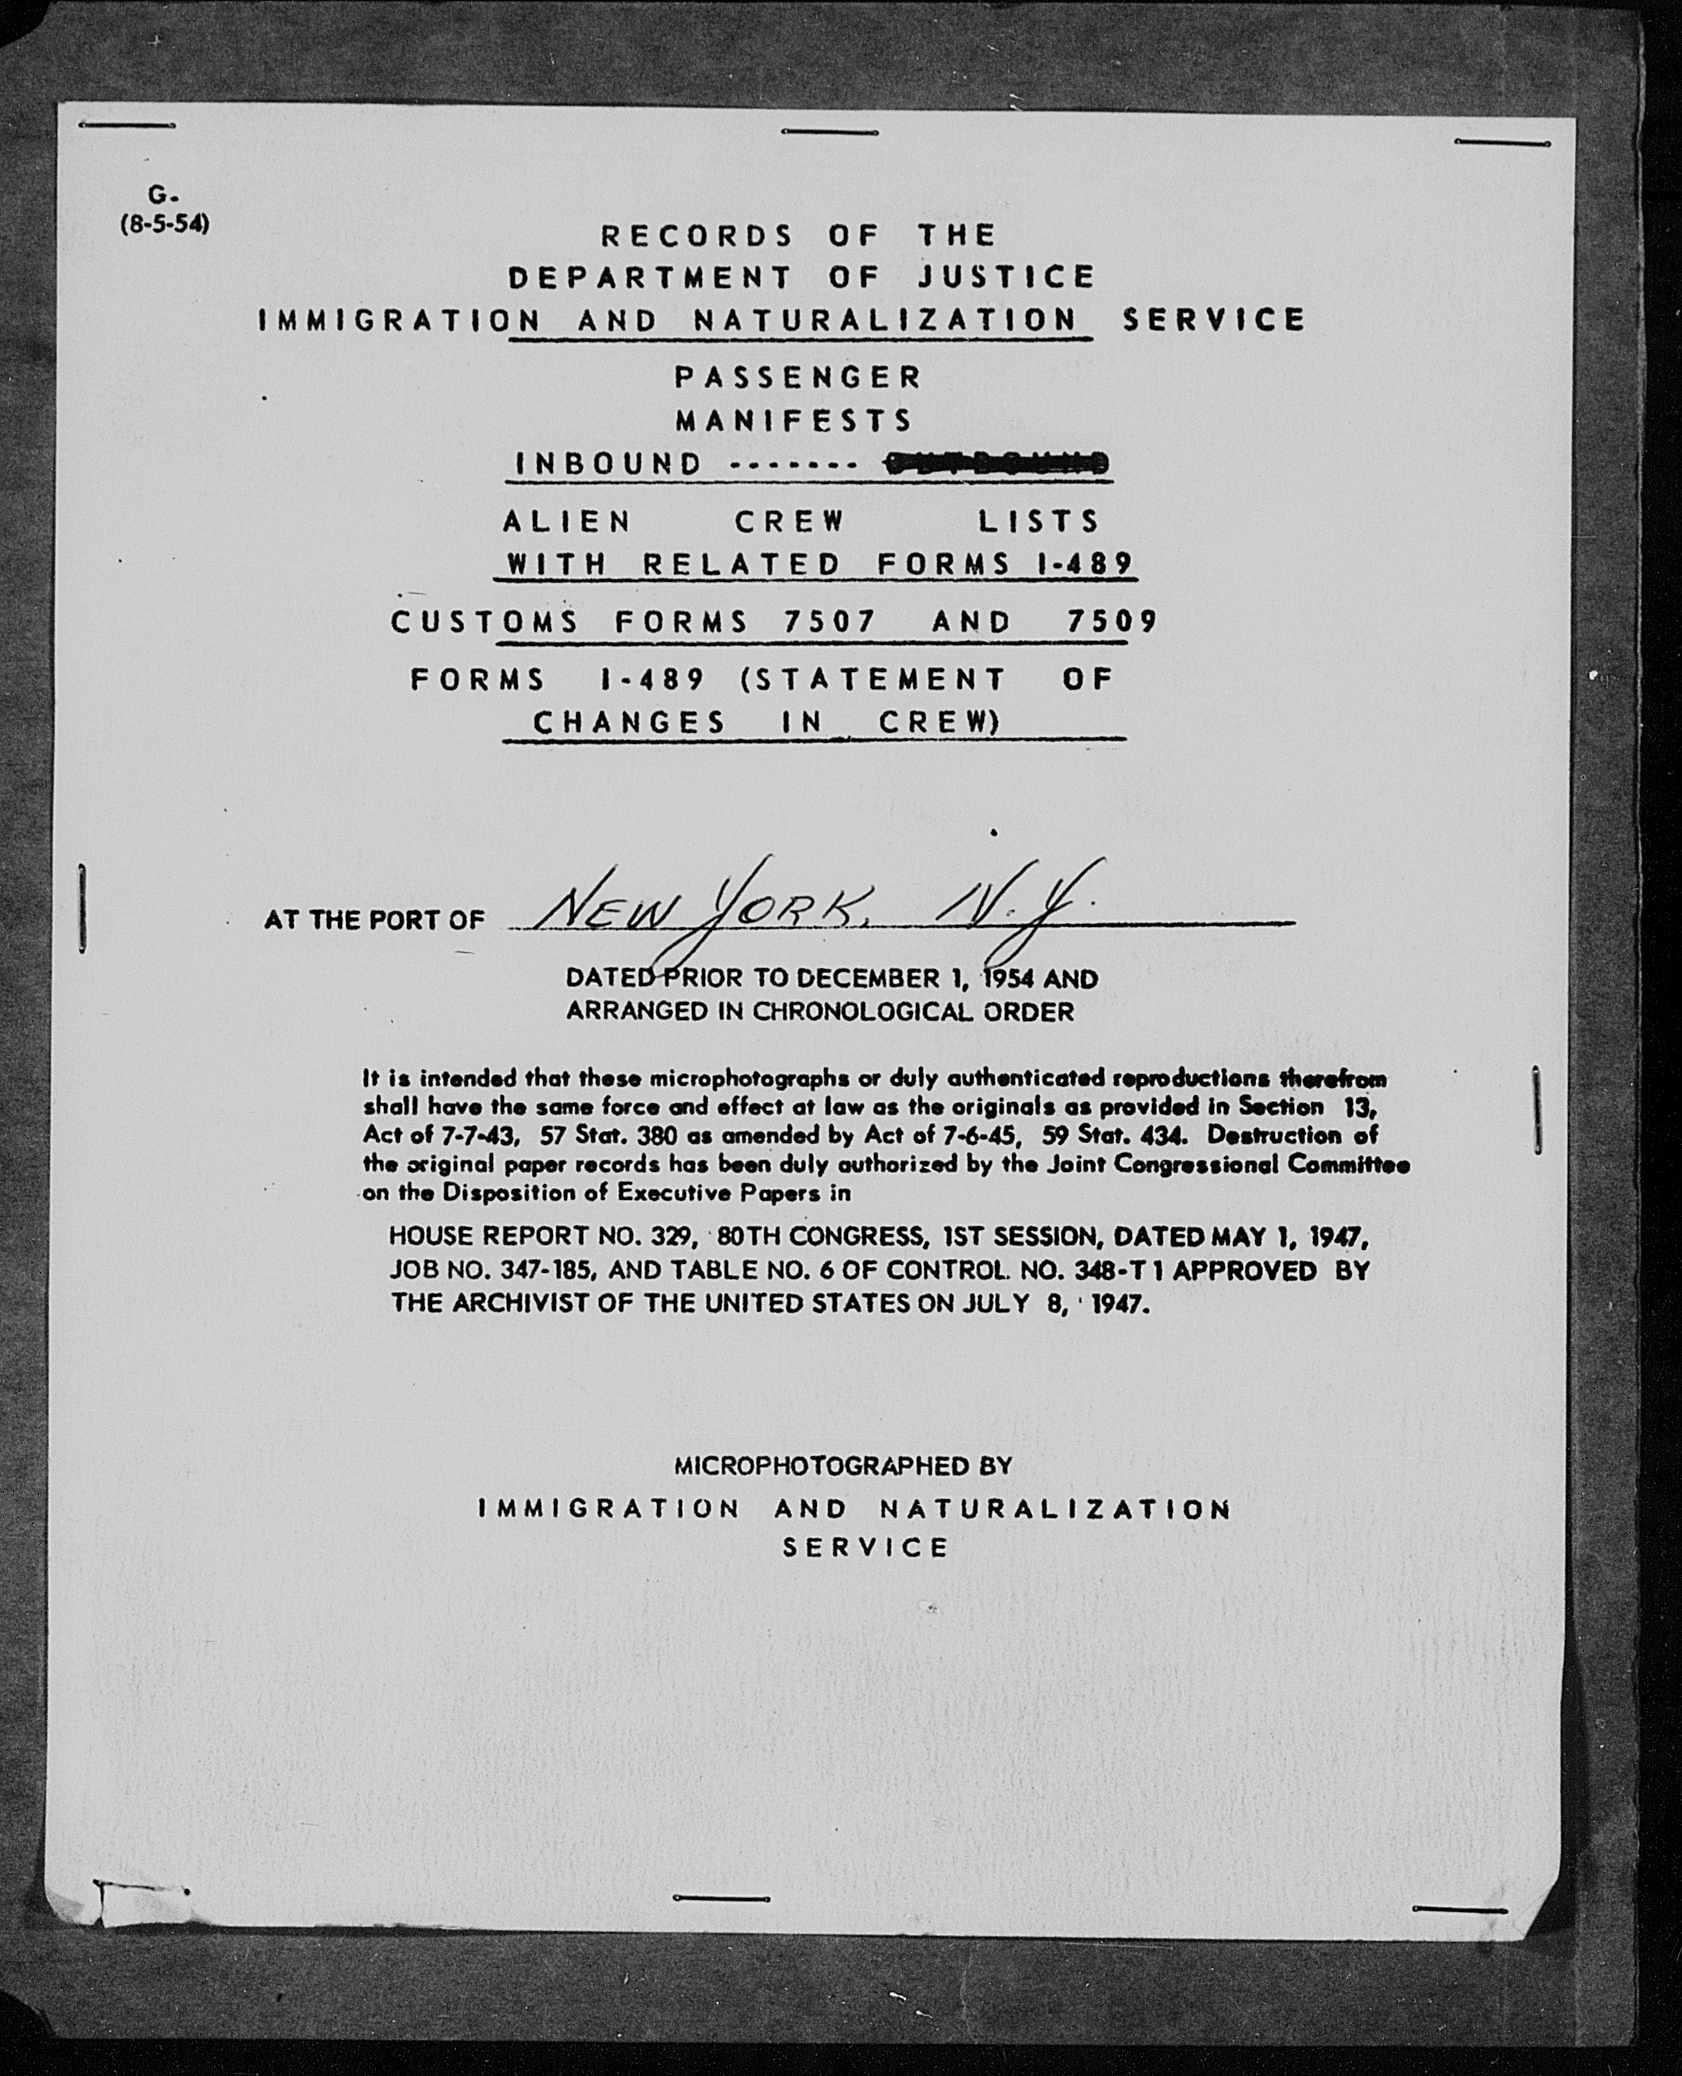 G-
(8-5-54)
RECORDS OF THE
DEPARTMENT OF JUSTICE
IMMIGRATION AND NATURALIZATION SERVICE
PASSENGER
MANIFESTS
INBOUND ------- OUTBOUND
ALIEN CREW LISTS
WITH RELATED FORMS I-489
CUSTOMS FORMS 7507 AND 7509
FORMS I-489 (STATEMENT OF
CHANGES IN CREW)
AT THE PORT OF NEW YORK, N.Y.
DATED PRIOR TO DECEMBER 1, 1954 AND
ARRANGED IN CHRONOLOGICAL ORDER
It is intended that these microphotographs or duly authenticated reproductions therefrom
shall have the same force and effect at law as the originals as provided in Section 13,
Act of 7-7-43, 57 Stat. 380 as amended by Act of 7-6-45, 59 Stat. 434. Destruction of
the original paper records has been duly authorized by the Joint Congressional Committee
on the Disposition of Executive Papers in
HOUSE REPORT NO. 329, 80TH CONGRESS, 1ST SESSION, DATED MAY 1, 1947,
JOB NO. 347-185, AND TABLE NO. 6 OF CONTROL NO. 348-T1 APPROVED BY
THE ARCHIVIST OF THE UNITED STATES ON JULY 8, 1947.
MICROPHOTOGRAPHED BY
IMMIGRATION AND NATURALIZATION
SERVICE